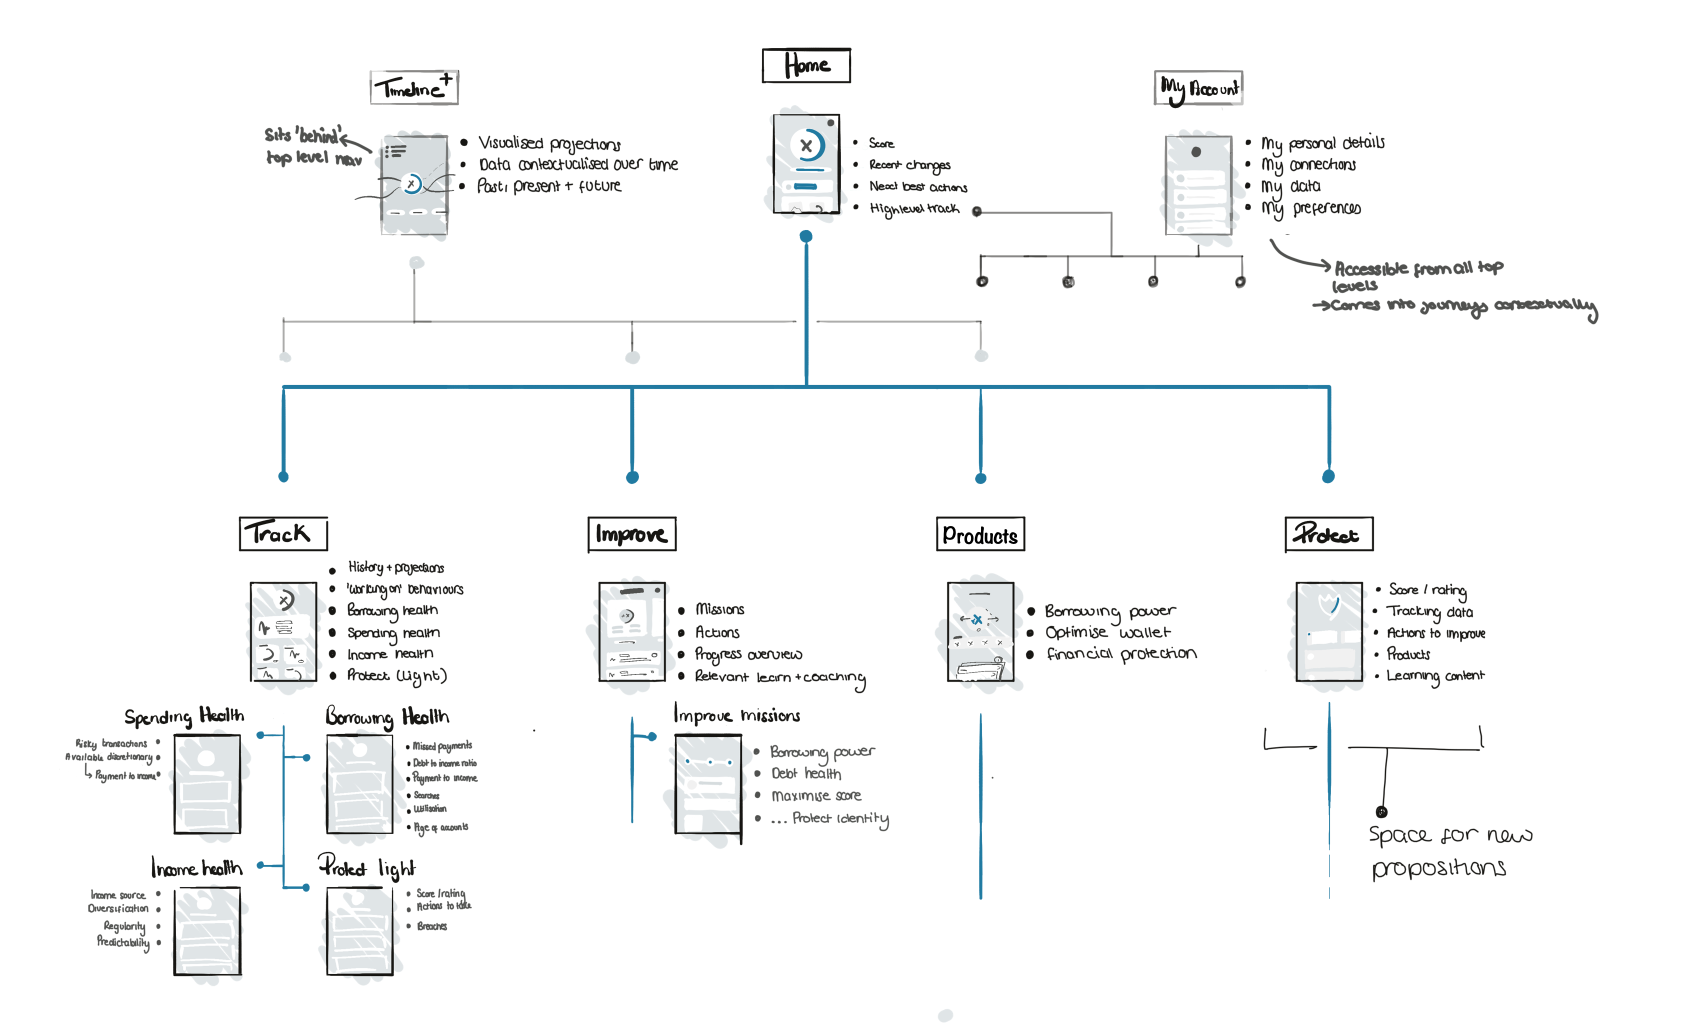 Home
Timeline+
My Account
Sits 'behind'
top level nav
Visualised projections
Data contextualised over time
Past, present + future
Score
Recent changes
Next best actions
High level track
My personal details
My connections
My data
My preferences
Accessible from all top
levels
Comes into journeys contextually
Track
Improve
Products
Protect
History + projections
'Working on' behaviours
Borrowing health
Spending health
Income health
Protect (Light)
Missions
Actions
Progress overview
Relevant learn + coaching
Borrowing power
Optimise wallet
financial protection
Score / rating
Tracking data
Actions to improve
Products
Learning content
Spending Health
Risky transactions
Available discretionary
Payment to income
Borrowing Health
Missed payments
Debt to income ratio
Payment to income
Searches
Utilisation
Age of accounts
Improve missions
Borrowing power
Debt health
Maximise score
... Protect Identity
Space for new
propositions
Income health
Income source
Diversification
Regularity
Predictability
Protect light
Score / rating
Actions to take
Breaches